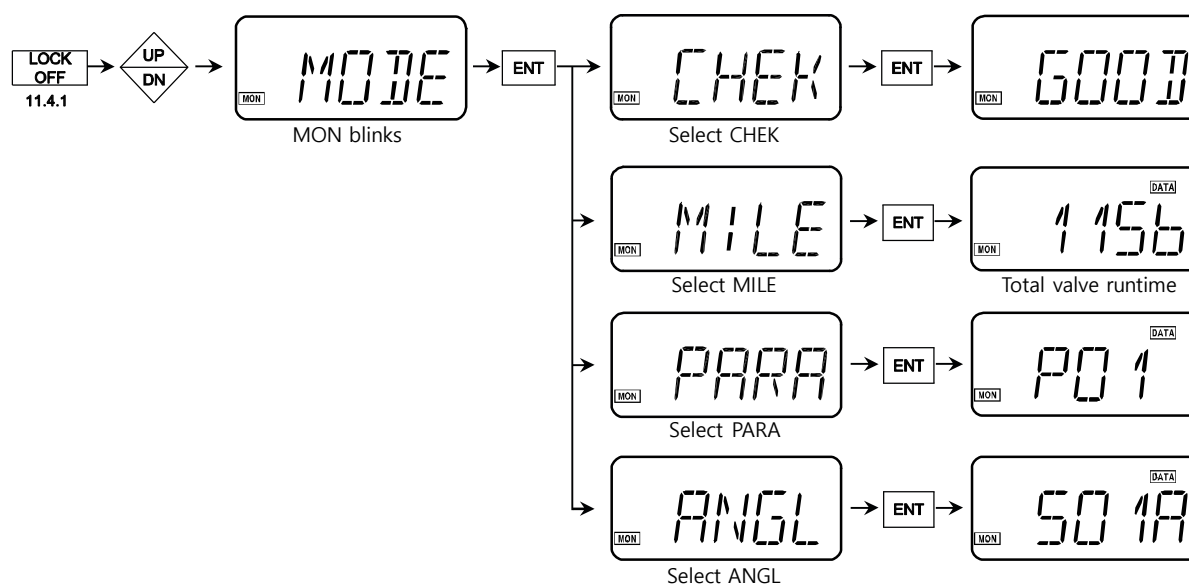 LOCK
OFF
11.4.1
UP
DN
MON
MODE
MON blinks
ENT
MON
CHEK
Select CHEK
ENT
MON
GOOD
MON
MILE
Select MILE
ENT
DATA
MON
1156
Total valve runtime
MON
PARA
Select PARA
ENT
DATA
MON
P01
MON
ANGL
Select ANGL
ENT
DATA
MON
S01A